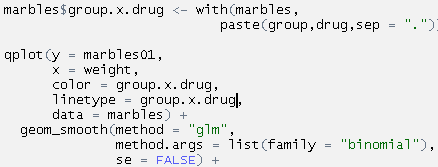 marbles$group.x.drug <- with(marbles,
paste(group,drug,sep = "."))
qplot(y = marbles01,
x = weight,
color = group.x.drug,
linetype = group.x.drug,
data = marbles) +
geom_smooth(method = "glm",
method.args = list(family = "binomial"),
se = FALSE) +